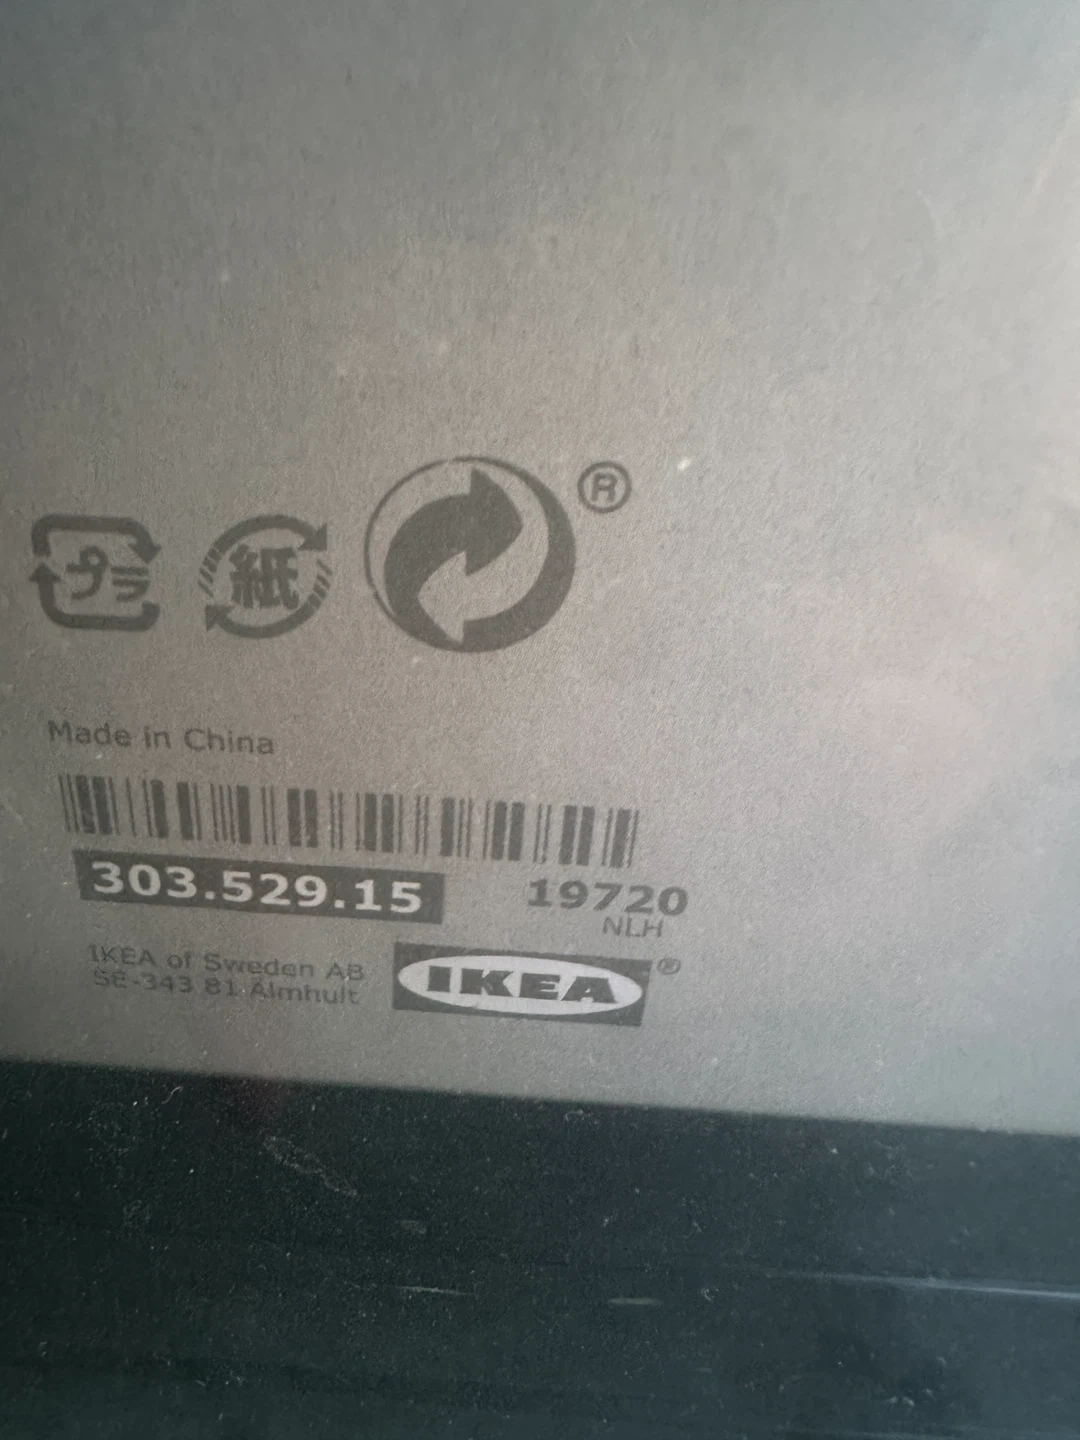 プラ 紙 ®
Made in China
303.529.15 19720
NLH
IKEA of Sweden AB
SE-343 81 Älmhult
IKEA ®